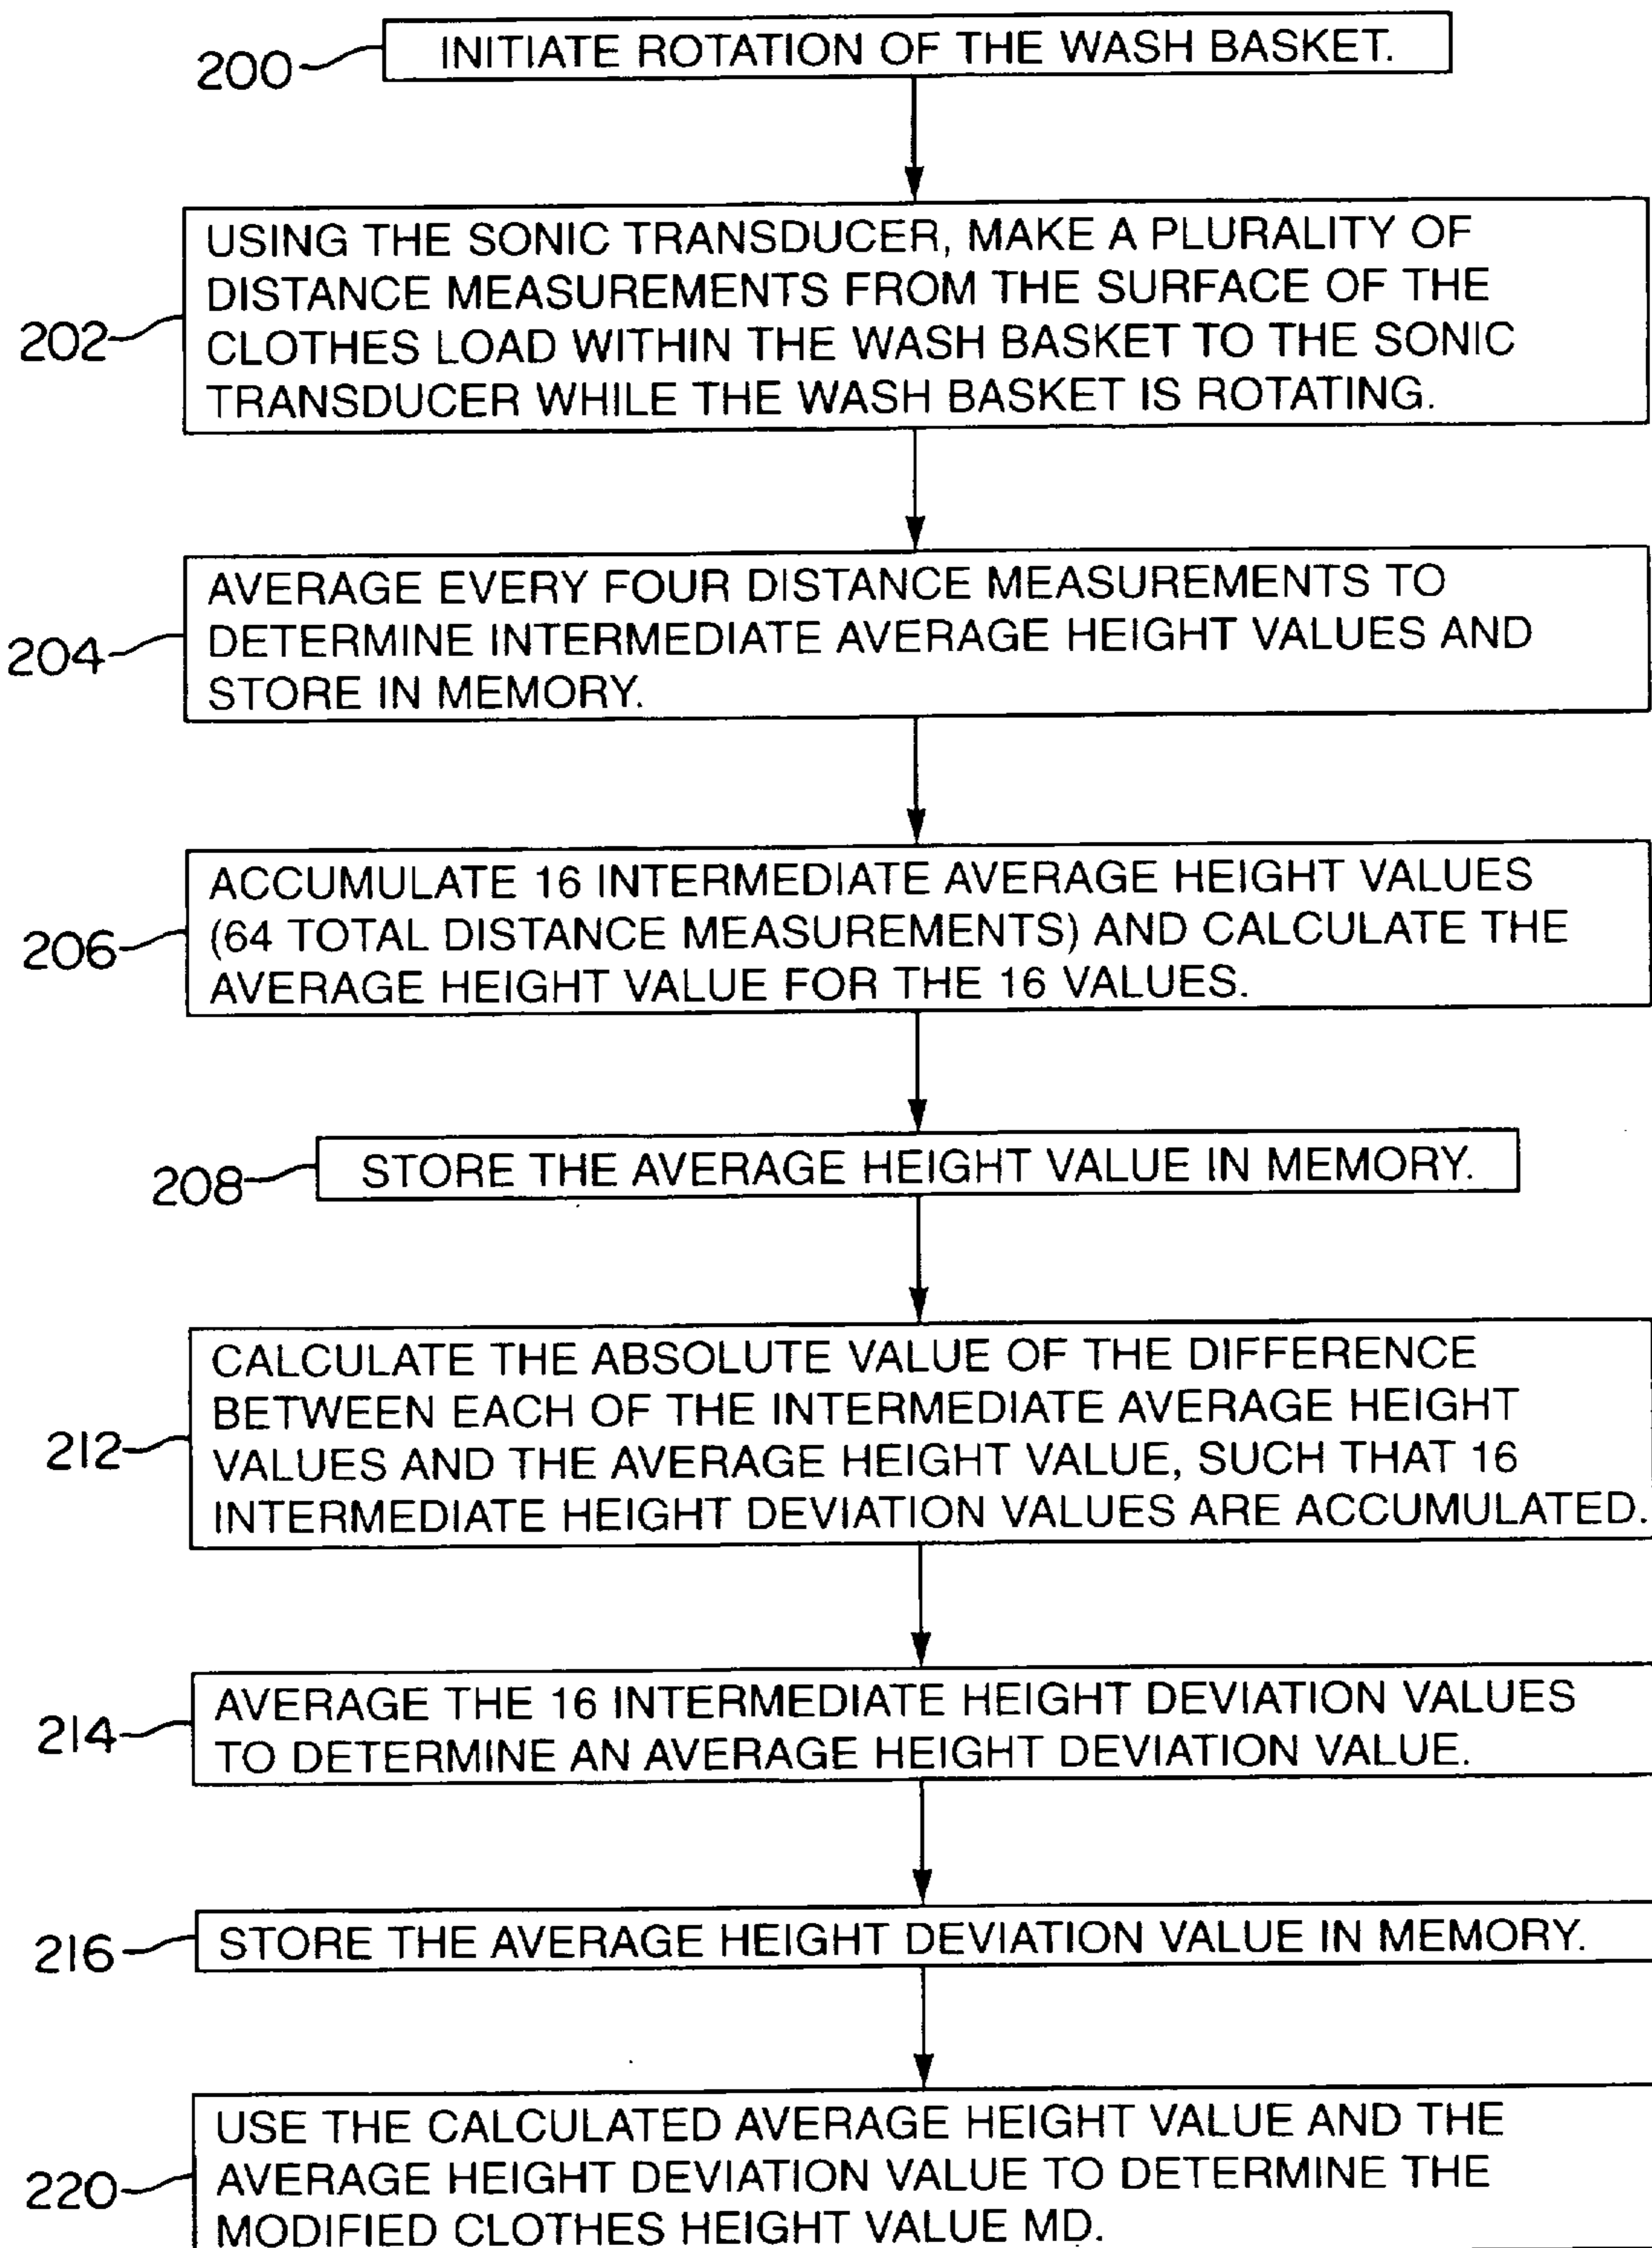 200 INITIATE ROTATION OF THE WASH BASKET.
USING THE SONIC TRANSDUCER, MAKE A PLURALITY OF
DISTANCE MEASUREMENTS FROM THE SURFACE OF THE
202 CLOTHES LOAD WITHIN THE WASH BASKET TO THE SONIC
TRANSDUCER WHILE THE WASH BASKET IS ROTATING.
AVERAGE EVERY FOUR DISTANCE MEASUREMENTS TO
204 DETERMINE INTERMEDIATE AVERAGE HEIGHT VALUES AND
STORE IN MEMORY.
ACCUMULATE 16 INTERMEDIATE AVERAGE HEIGHT VALUES
206 (64 TOTAL DISTANCE MEASUREMENTS) AND CALCULATE THE
AVERAGE HEIGHT VALUE FOR THE 16 VALUES.
208 STORE THE AVERAGE HEIGHT VALUE IN MEMORY.
CALCULATE THE ABSOLUTE VALUE OF THE DIFFERENCE
BETWEEN EACH OF THE INTERMEDIATE AVERAGE HEIGHT
212 VALUES AND THE AVERAGE HEIGHT VALUE, SUCH THAT 16
INTERMEDIATE HEIGHT DEVIATION VALUES ARE ACCUMULATED.
214 AVERAGE THE 16 INTERMEDIATE HEIGHT DEVIATION VALUES
TO DETERMINE AN AVERAGE HEIGHT DEVIATION VALUE.
216 STORE THE AVERAGE HEIGHT DEVIATION VALUE IN MEMORY.
USE THE CALCULATED AVERAGE HEIGHT VALUE AND THE
220 AVERAGE HEIGHT DEVIATION VALUE TO DETERMINE THE
MODIFIED CLOTHES HEIGHT VALUE MD.